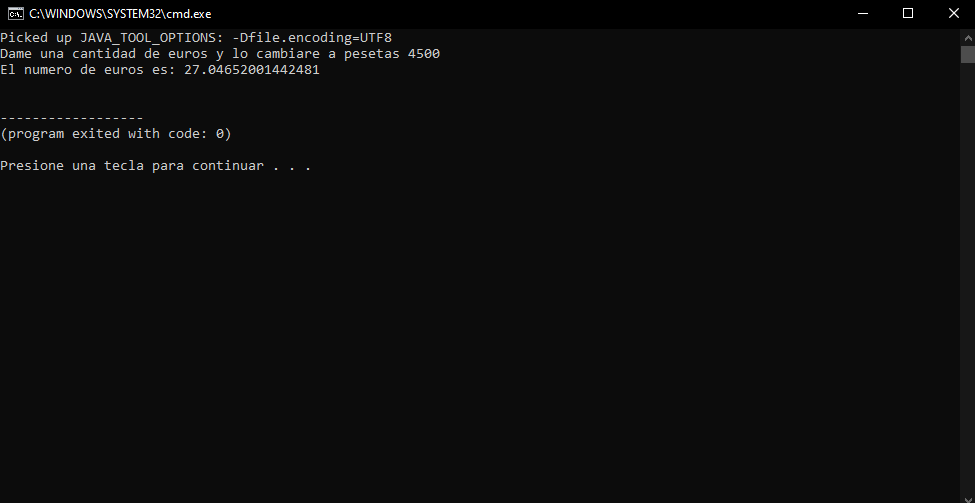 C:\WINDOWS\SYSTEM32\cmd.exe
Picked up JAVA_TOOL_OPTIONS: -Dfile.encoding=UTF8
Dame una cantidad de euros y lo cambiare a pesetas 4500
El numero de euros es: 27.04652001442481
------------------
(program exited with code: 0)
Presione una tecla para continuar . . .